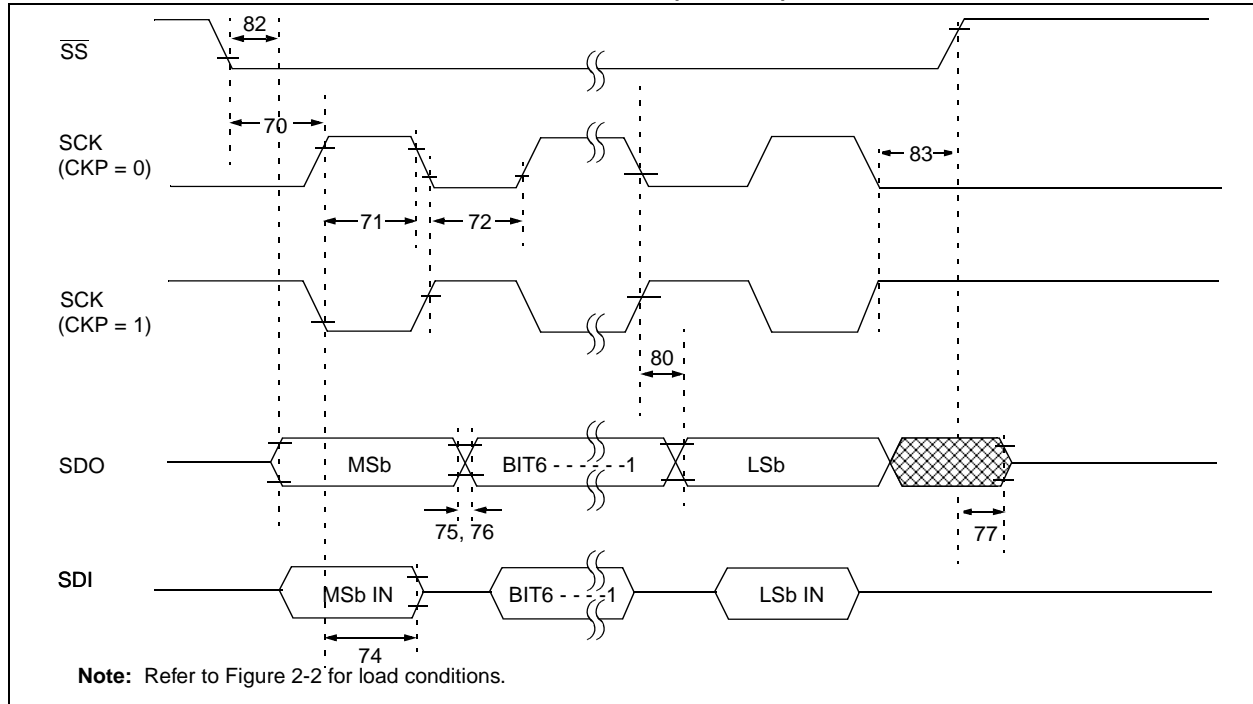 82
SS
70
SCK
(CKP = 0)
83
71
72
SCK
(CKP = 1)
80
SDO
MSb
BIT6 - - - - - -1
LSb
75, 76
77
SDI
MSb IN
BIT6 - - - - -1
LSb IN
74
Note: Refer to Figure 2-2 for load conditions.